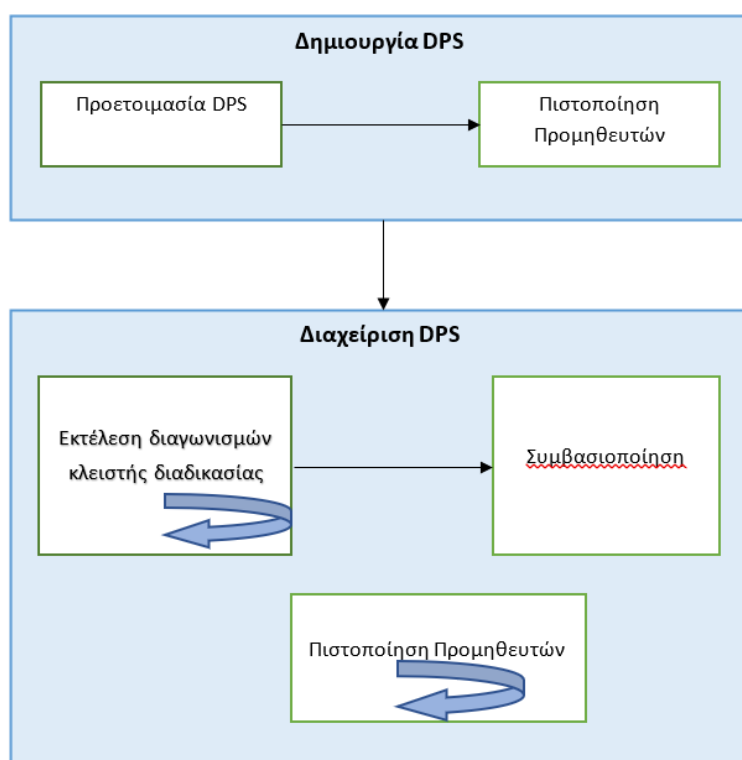 Δημιουργία DPS
Προετοιμασία DPS
Πιστοποίηση
Προμηθευτών
Διαχείριση DPS
Εκτέλεση διαγωνισμών
κλειστής διαδικασίας
Συμβασιοποίηση
Πιστοποίηση Προμηθευτών